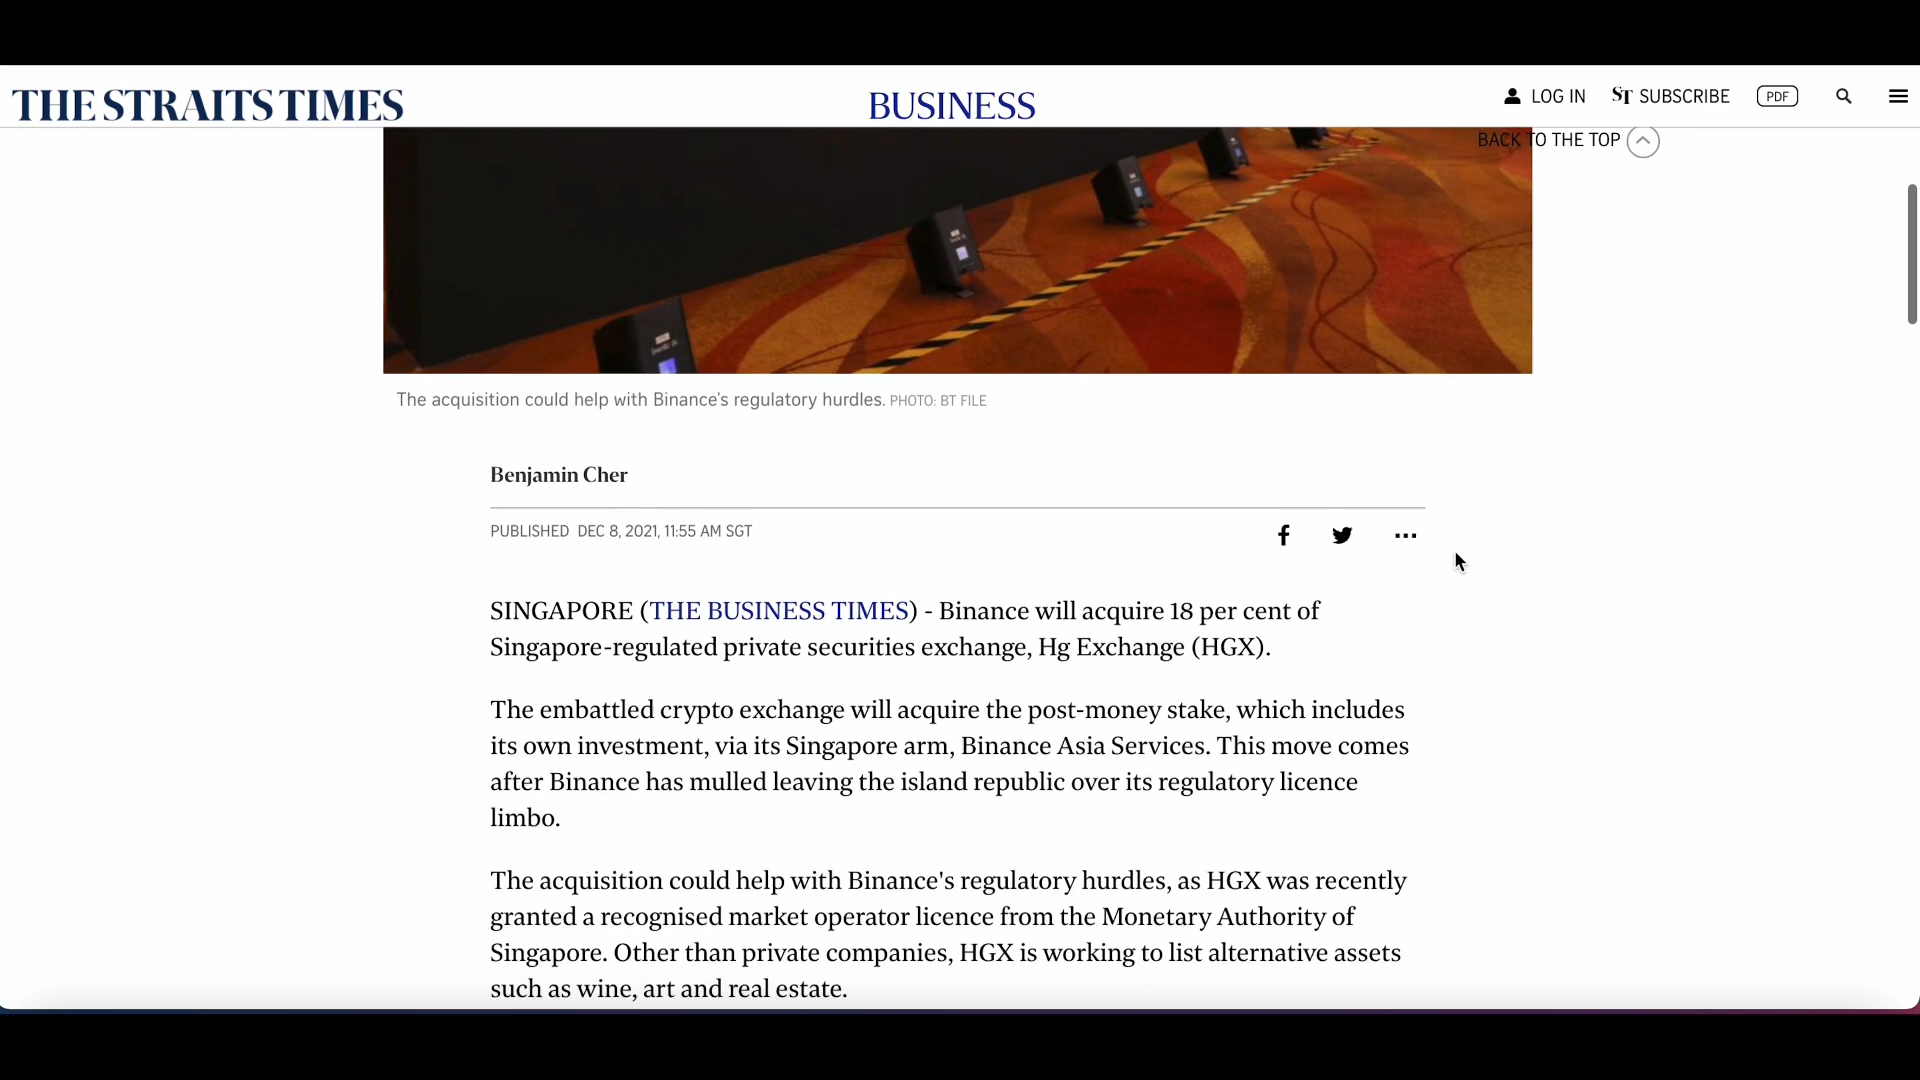 THE STRAITS TIMES
BUSINESS
LOG IN
ST SUBSCRIBE
PDF
BACK TO THE TOP
The acquisition could help with Binance's regulatory hurdles. PHOTO: BT FILE
Benjamin Cher
PUBLISHED DEC 8, 2021, 11:55 AM SGT
SINGAPORE (THE BUSINESS TIMES) - Binance will acquire 18 per cent of
Singapore-regulated private securities exchange, Hg Exchange (HGX).
The embattled crypto exchange will acquire the post-money stake, which includes
its own investment, via its Singapore arm, Binance Asia Services. This move comes
after Binance has mulled leaving the island republic over its regulatory licence
limbo.
The acquisition could help with Binance's regulatory hurdles, as HGX was recently
granted a recognised market operator licence from the Monetary Authority of
Singapore. Other than private companies, HGX is working to list alternative assets
such as wine, art and real estate.